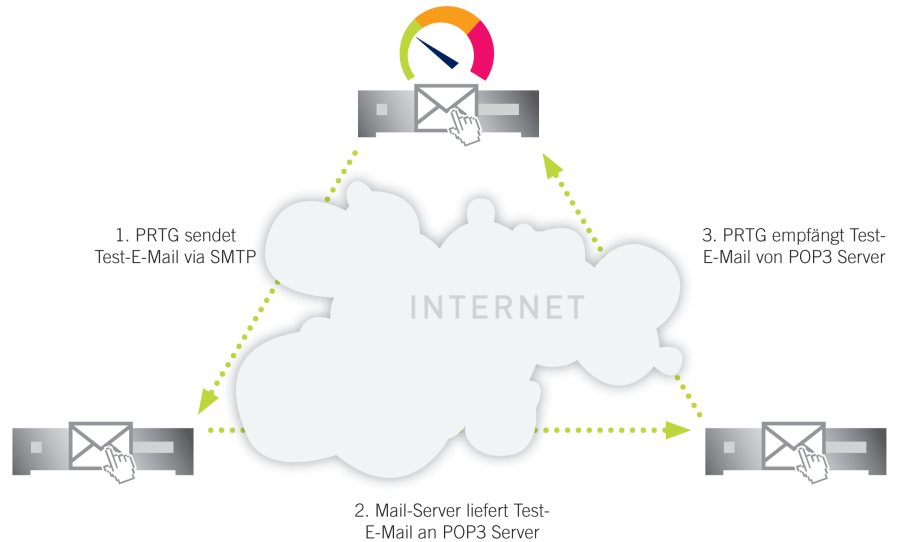 1. PRTG sendet
Test-E-Mail via SMTP
3. PRTG empfängt Test-
E-Mail von POP3 Server
INTERNET
2. Mail-Server liefert Test-
E-Mail an POP3 Server